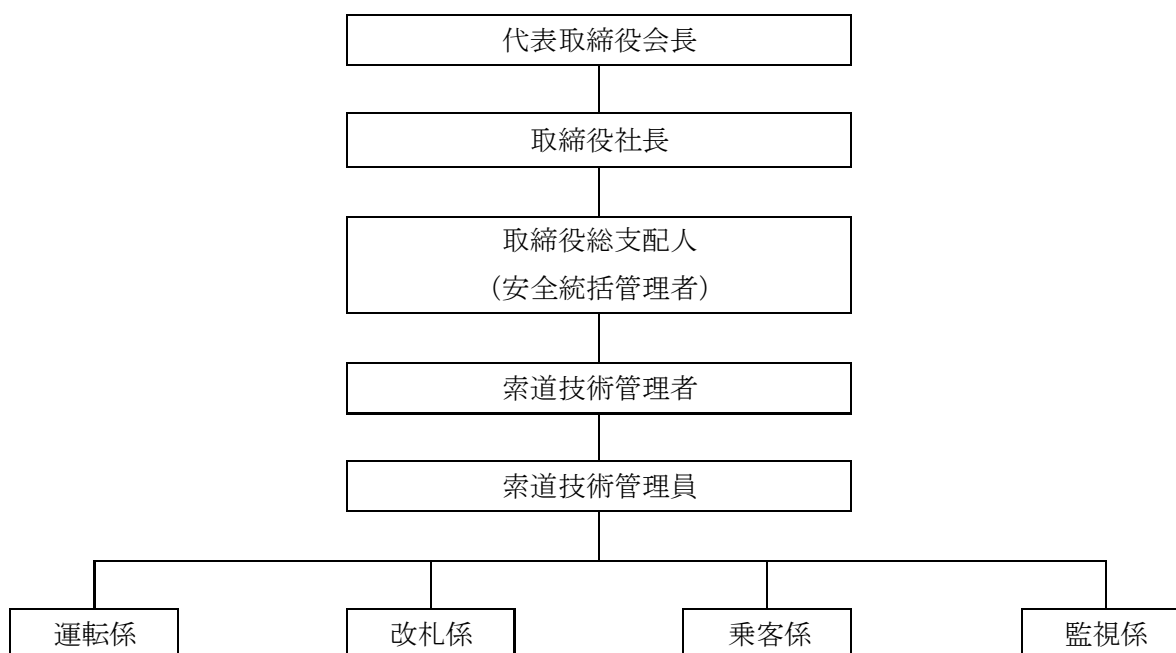 代表取締役会長
取締役社長
取締役総支配人
(安全統括管理者)
索道技術管理者
索道技術管理員
運転係
改札係
乗客係
監視係